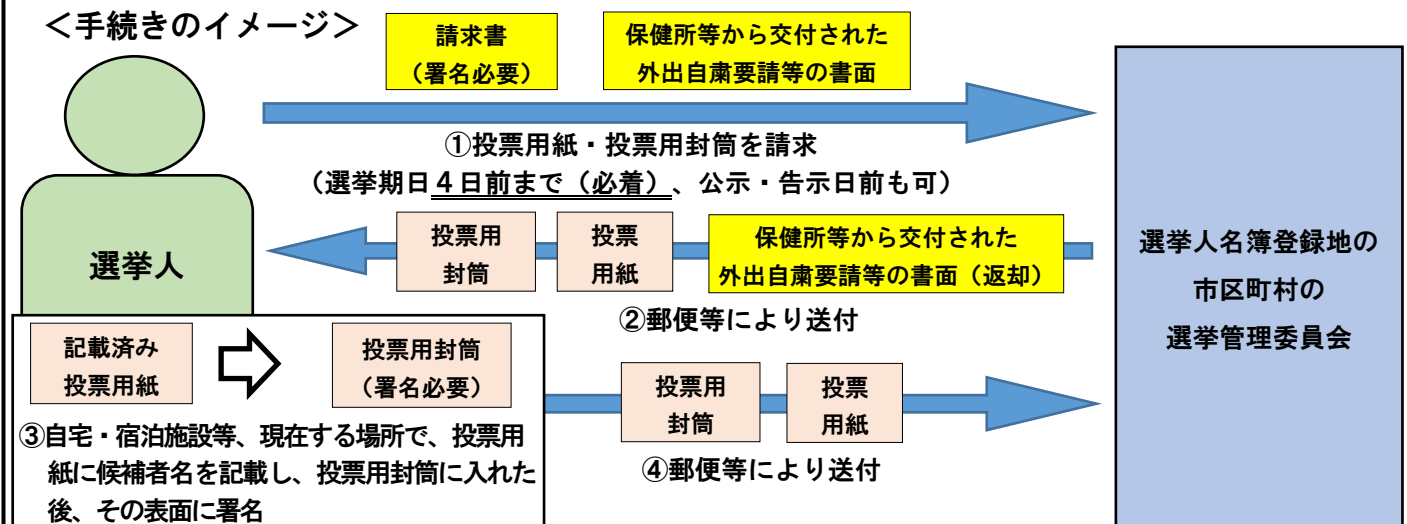 ＜手続きのイメージ＞
請求書
（署名必要）
保健所等から交付された
外出自粛要請等の書面
①投票用紙・投票用封筒を請求
（選挙期日４日前まで（必着）、公示・告示日前も可）
選挙人
投票用
封筒
投票
用紙
保健所等から交付された
外出自粛要請等の書面（返却）
②郵便等により送付
選挙人名簿登録地の
市区町村の
選挙管理委員会
記載済み
投票用紙
投票用封筒
（署名必要）
③自宅・宿泊施設等、現在する場所で、投票用
紙に候補者名を記載し、投票用封筒に入れた
後、その表面に署名
投票用
封筒
投票
用紙
④郵便等により送付